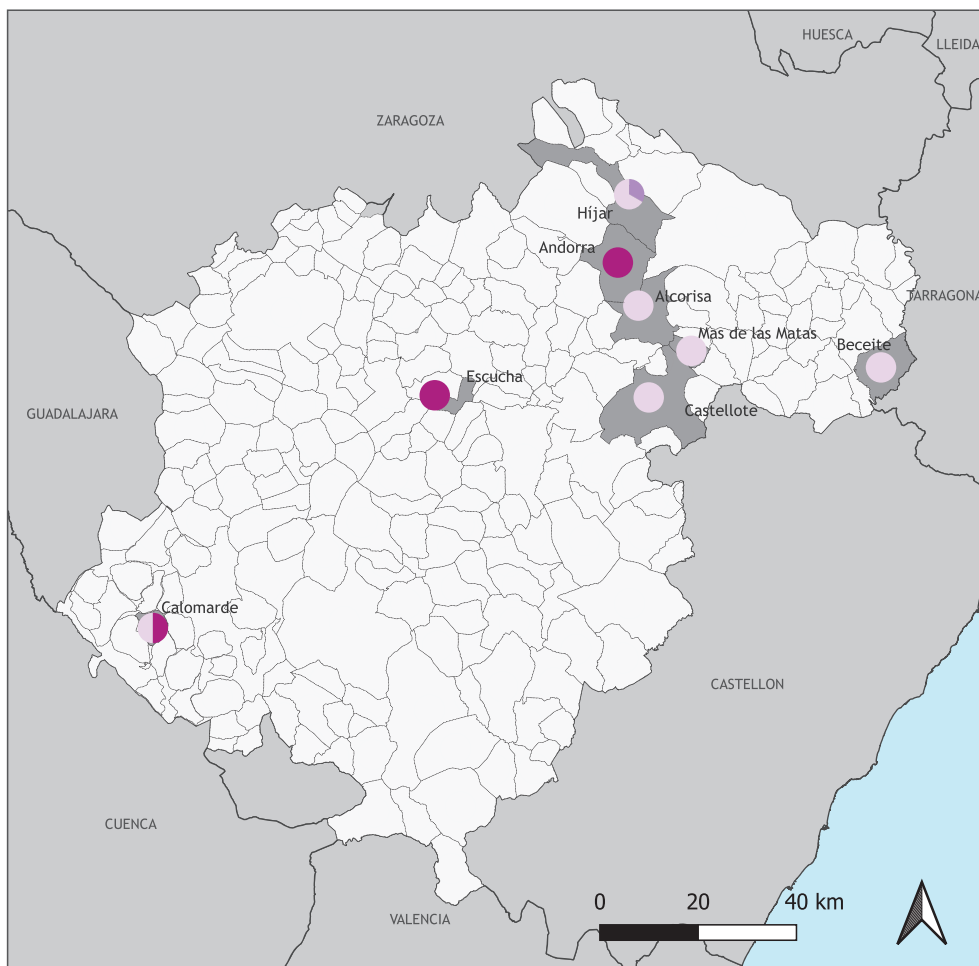 HUESCA
LLEIDA
ZARAGOZA
Híjar
Andorra
TARRAGONA
Alcorisa
Mas de las Matas
Beceite
Escucha
Castellote
GUADALAJARA
Calomarde
CASTELLON
CUENCA
0 20 40 km
VALENCIA